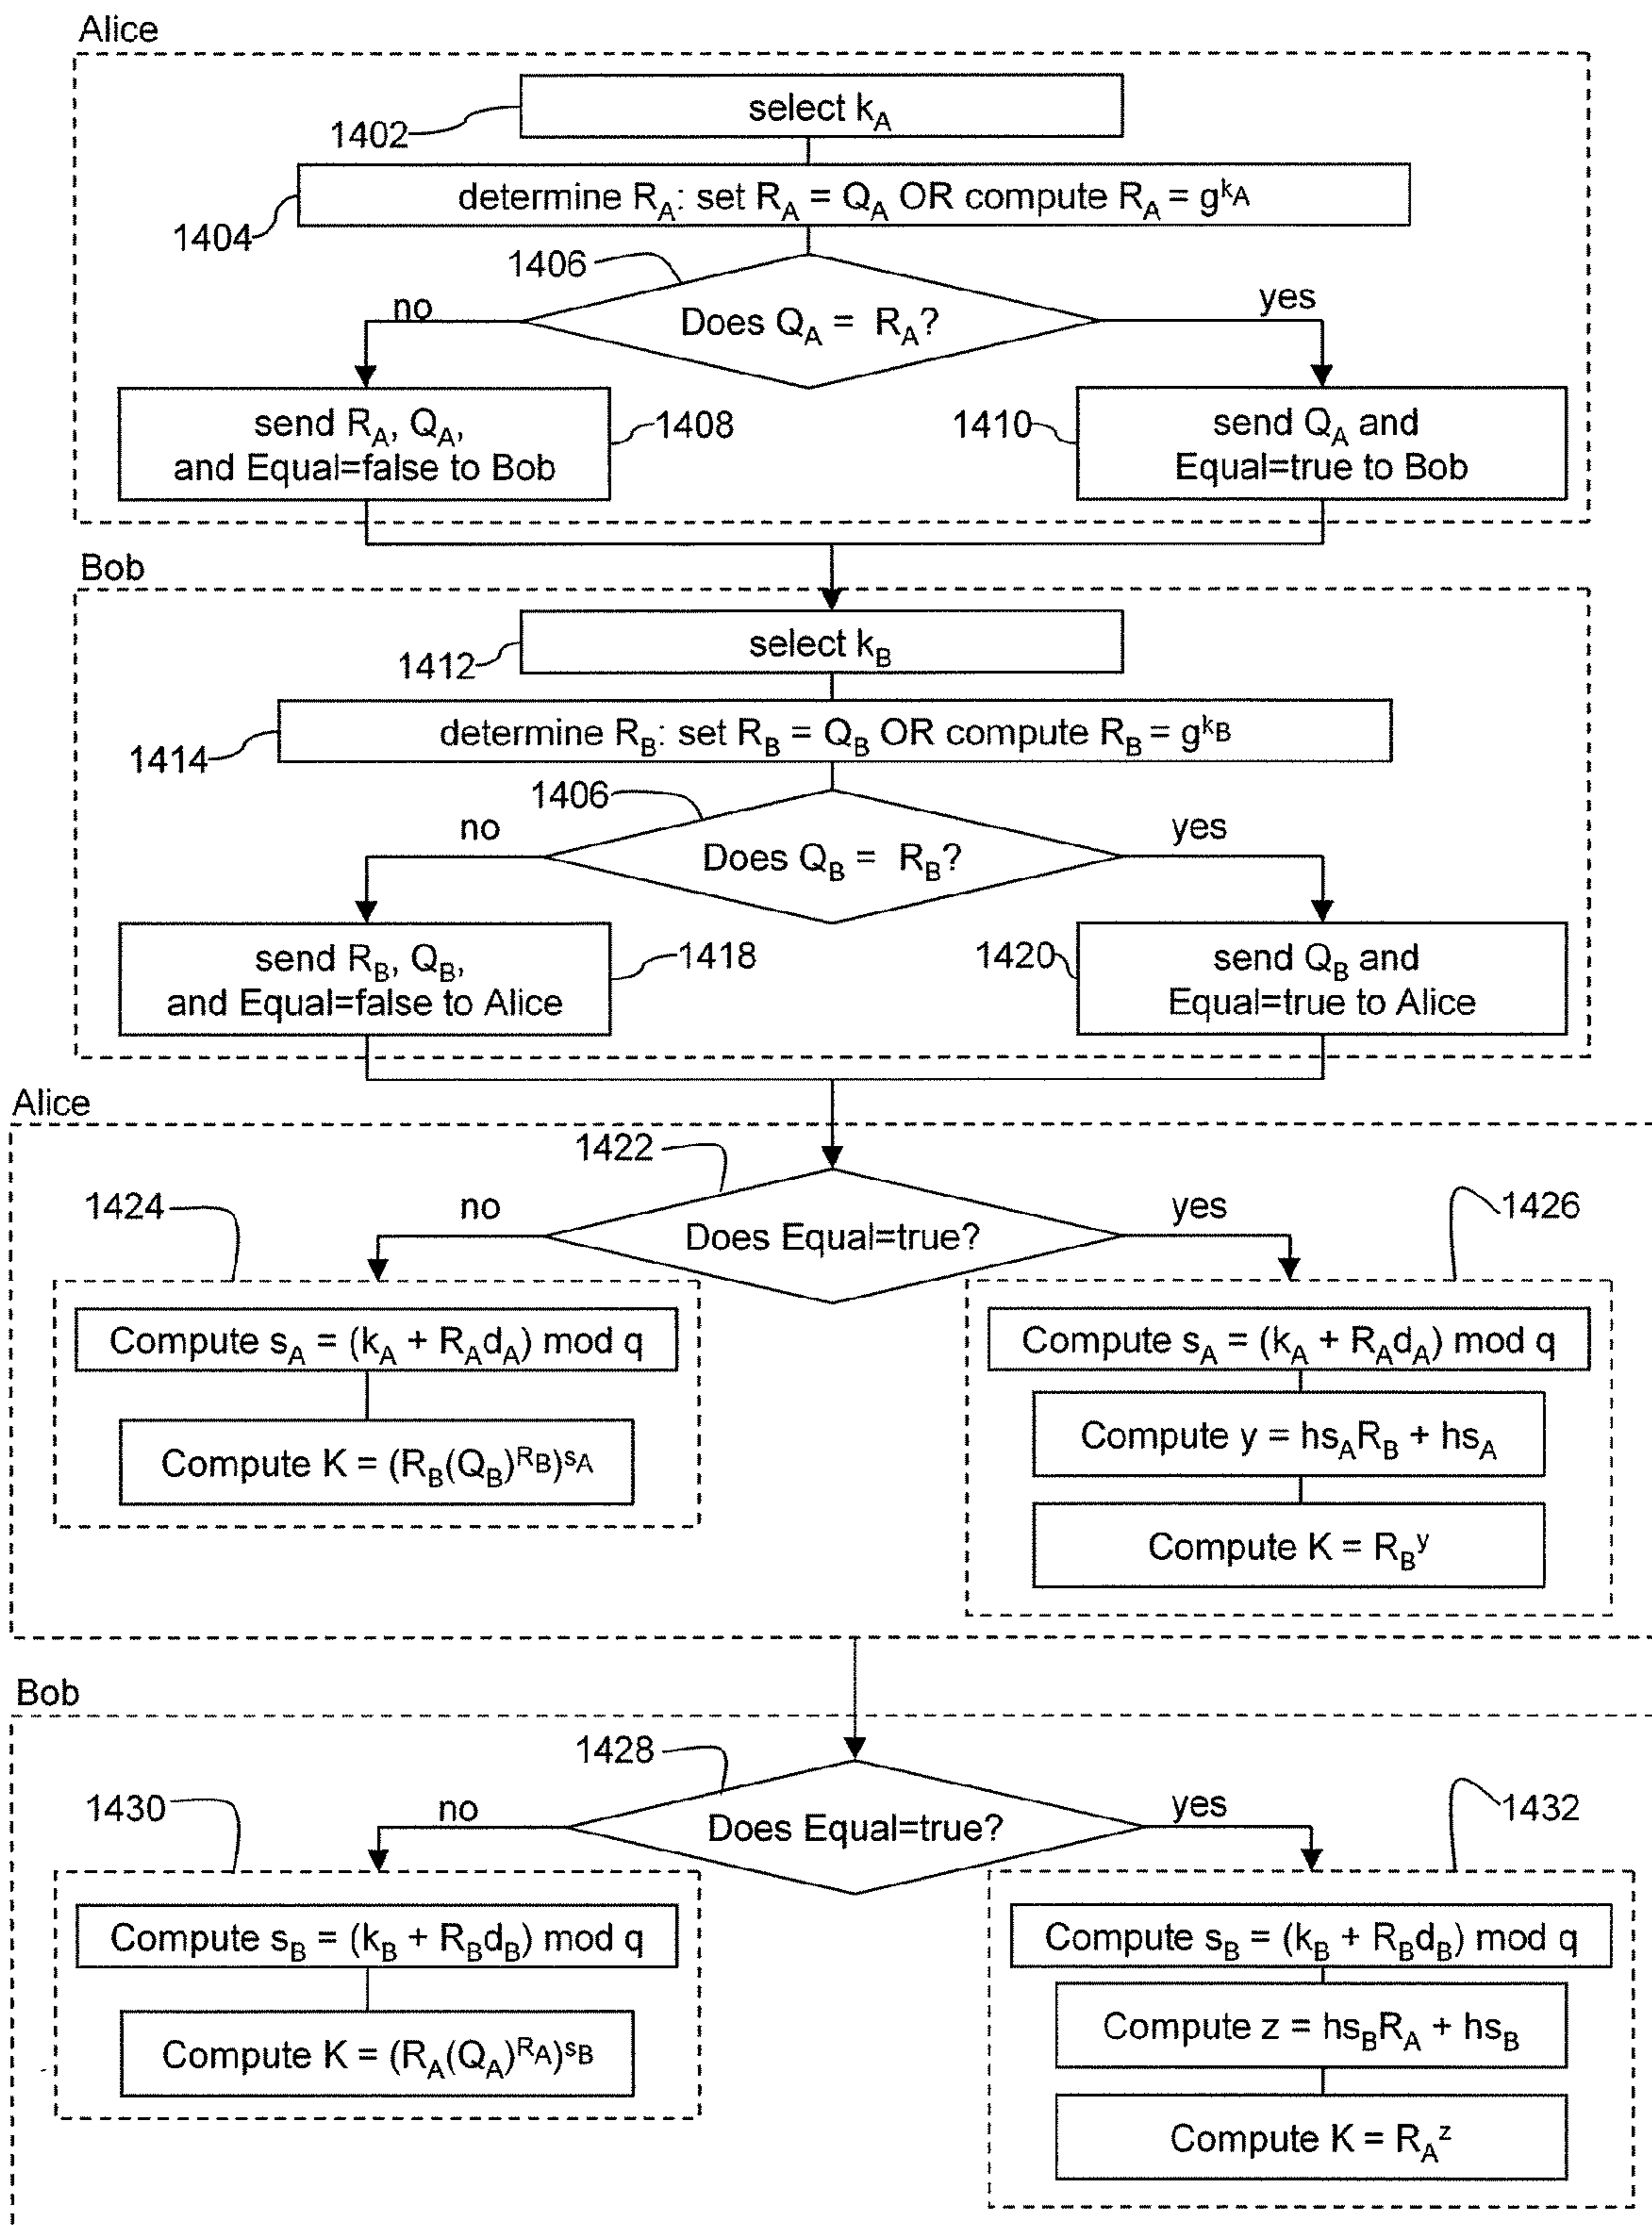 Alice
select kA
1402
determine RA: set RA = QA OR compute RA = gkA
1404
1406
no
Does QA = RA?
yes
send RA, QA,
and Equal=false to Bob
1408
1410
send QA and
Equal=true to Bob
Bob
select kB
1412
determine RB: set RB = QB OR compute RB = gkB
1414
1406
no
Does QB = RB?
yes
send RB, QB,
and Equal=false to Alice
1418
1420
send QB and
Equal=true to Alice
Alice
1422
1424
no
Does Equal=true?
yes
1426
Compute sA = (kA + RAdA) mod q
Compute K = (RB(QB)RB)sA
Compute sA = (kA + RAdA) mod q
Compute y = hsARB + hsA
Compute K = RBy
Bob
1428
1430
no
Does Equal=true?
yes
1432
Compute sB = (kB + RBdB) mod q
Compute K = (RA(QA)RA)sB
Compute sB = (kB + RBdB) mod q
Compute z = hsBRA + hsB
Compute K = RAz